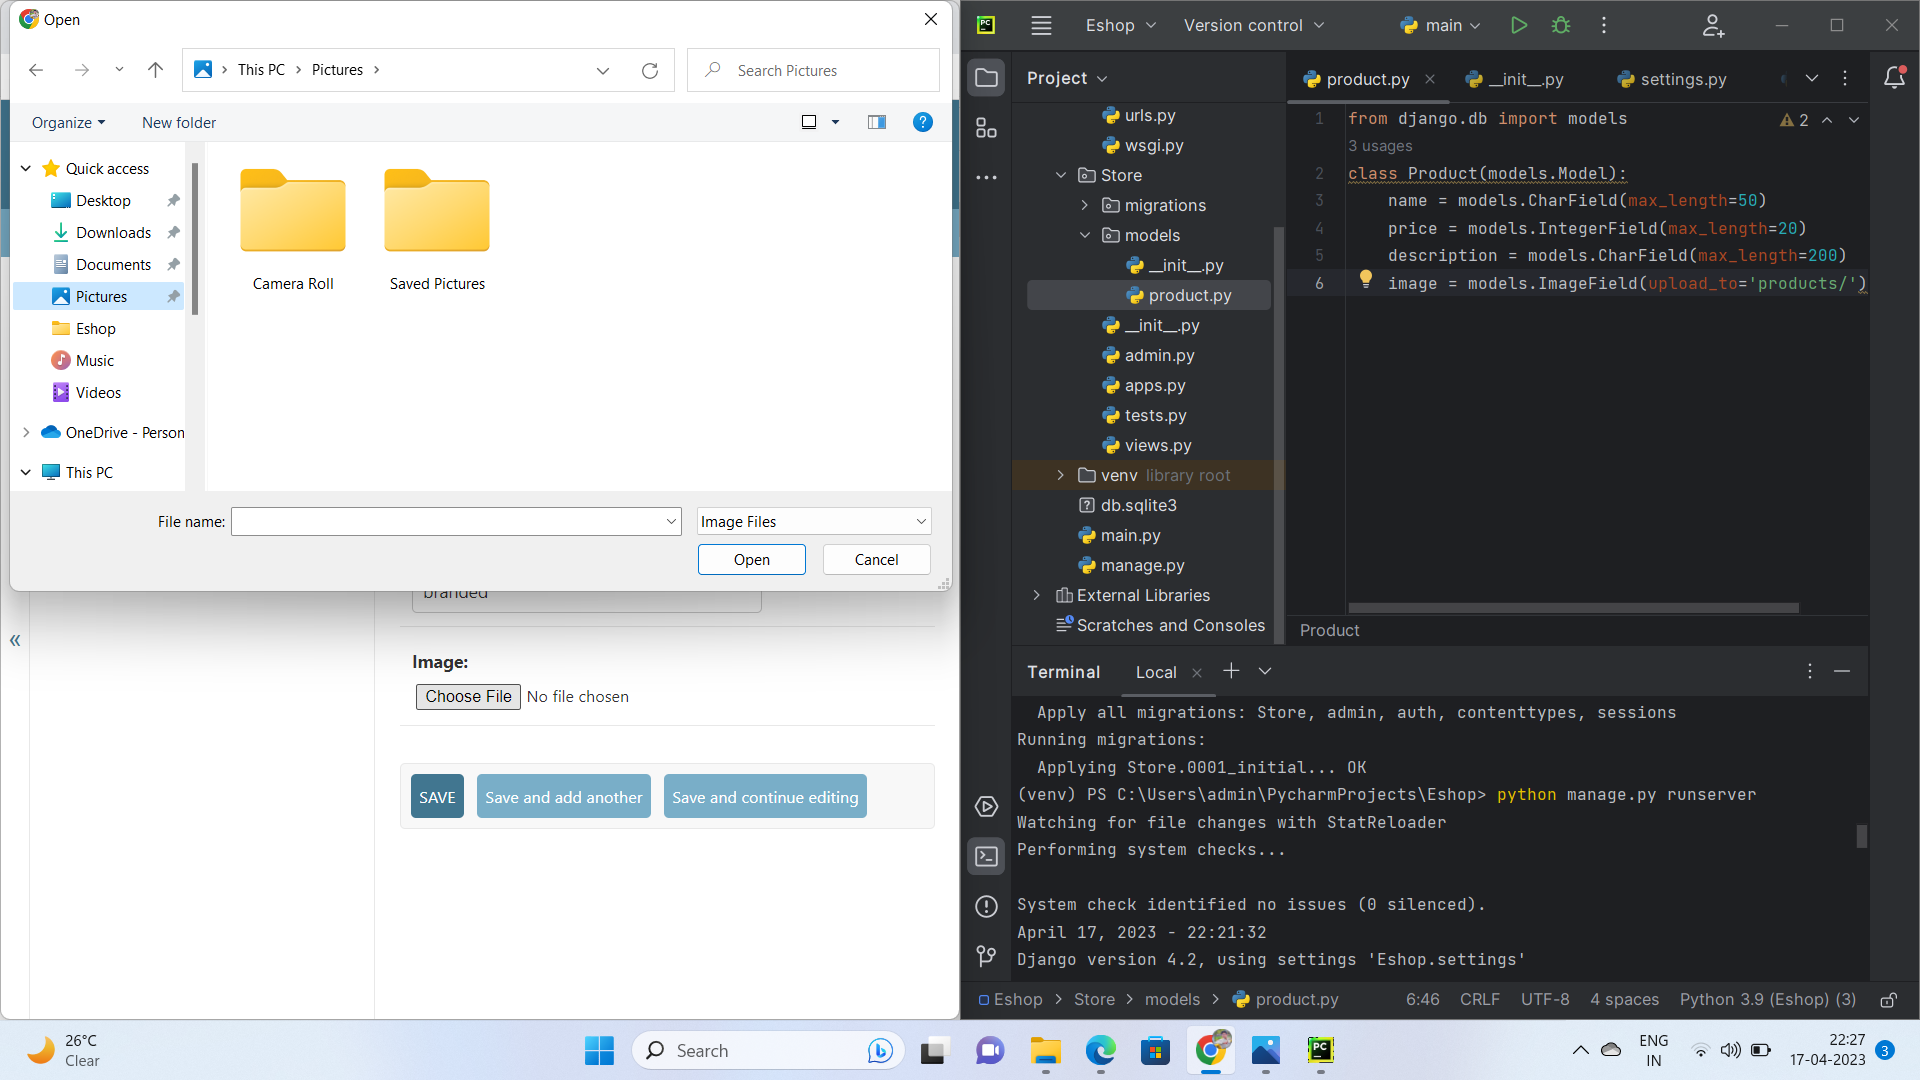 Open
This PC
Pictures
Search Pictures
Organize
New folder
Quick access
Desktop
Downloads
Documents
Pictures
Eshop
Music
Videos
OneDrive - Person
This PC
Camera Roll
Saved Pictures
File name:
Image Files
Open
Cancel
branded
Image:
Choose File No file chosen
SAVE
Save and add another
Save and continue editing
«
PC
Eshop
Version control
main
Project
product.py
__init__.py
settings.py
urls.py
wsgi.py
Store
migrations
models
__init__.py
product.py
__init__.py
admin.py
apps.py
tests.py
views.py
venv library root
db.sqlite3
main.py
manage.py
External Libraries
Scratches and Consoles
1 from django.db import models
2
3 usages
2 class Product(models.Model):
3 name = models.CharField(max_length=50)
4 price = models.IntegerField(max_length=20)
5 description = models.CharField(max_length=200)
6 image = models.ImageField(upload_to='products/')
Product
Terminal
Local
Apply all migrations: Store, admin, auth, contenttypes, sessions
Running migrations:
Applying Store.0001_initial... OK
(venv) PS C:\Users\admin\PycharmProjects\Eshop> python manage.py runserver
Watching for file changes with StatReloader
Performing system checks...
System check identified no issues (0 silenced).
April 17, 2023 - 22:21:32
Django version 4.2, using settings 'Eshop.settings'
Eshop > Store > models > product.py
6:46
CRLF
UTF-8
4 spaces
Python 3.9 (Eshop) (3)
26°C
Clear
Search
PC
ENG
IN
22:27
17-04-2023
3